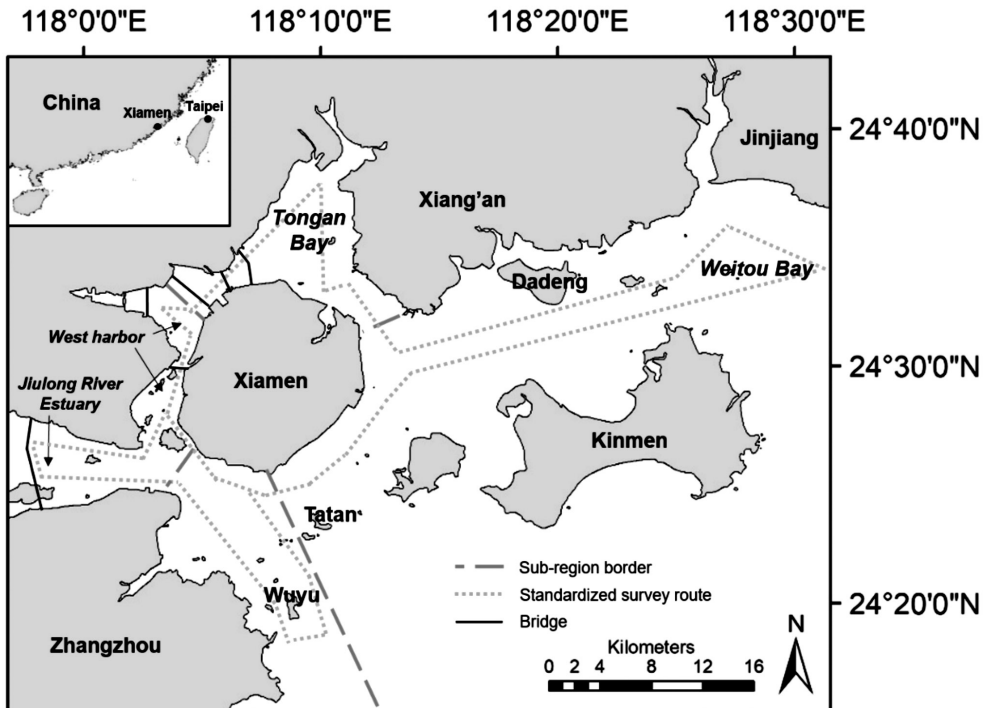 118°0'0"E 118°10'0"E 118°20'0"E 118°30'0"E
China
Xiamen
Taipei
24°40'0"N
Jinjiang
Xiang'an
Tongan
Bay
Dadeng
Weitou Bay
West harbor
24°30'0"N
Jiulong River
Estuary
Xiamen
Kinmen
Tatan
Sub-region border
Wuyu
Standardized survey route
24°20'0"N
Bridge
Zhangzhou
Kilometers
0 2 4 8 12 16
N